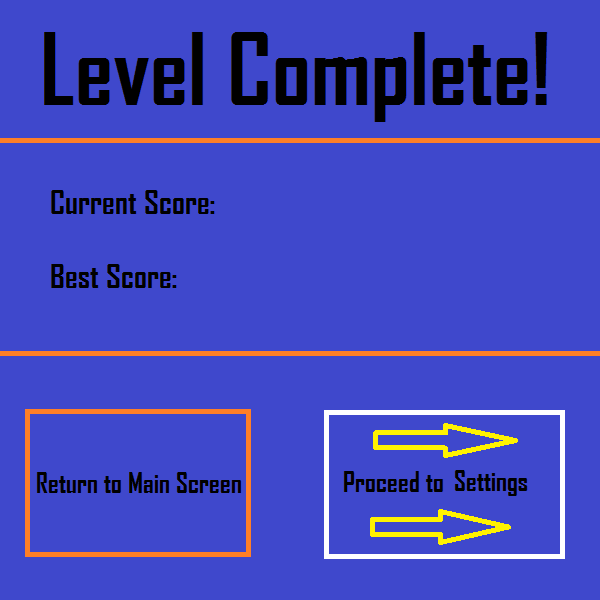 Level Complete!
Current Score:
Best Score:
Return to Main Screen
Proceed to Settings